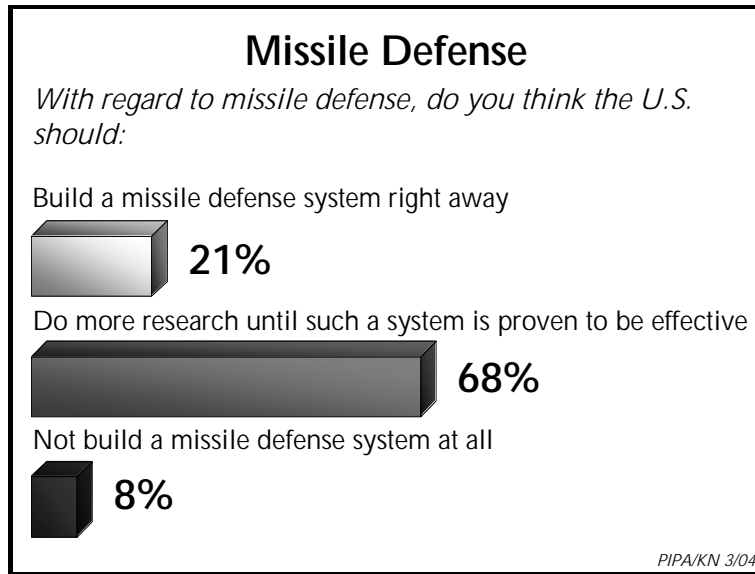 Missile Defense
With regard to missile defense, do you think the U.S.
should:
Build a missile defense system right away
21%
Do more research until such a system is proven to be effective
68%
Not build a missile defense system at all
8%
PIPA/KN 3/04